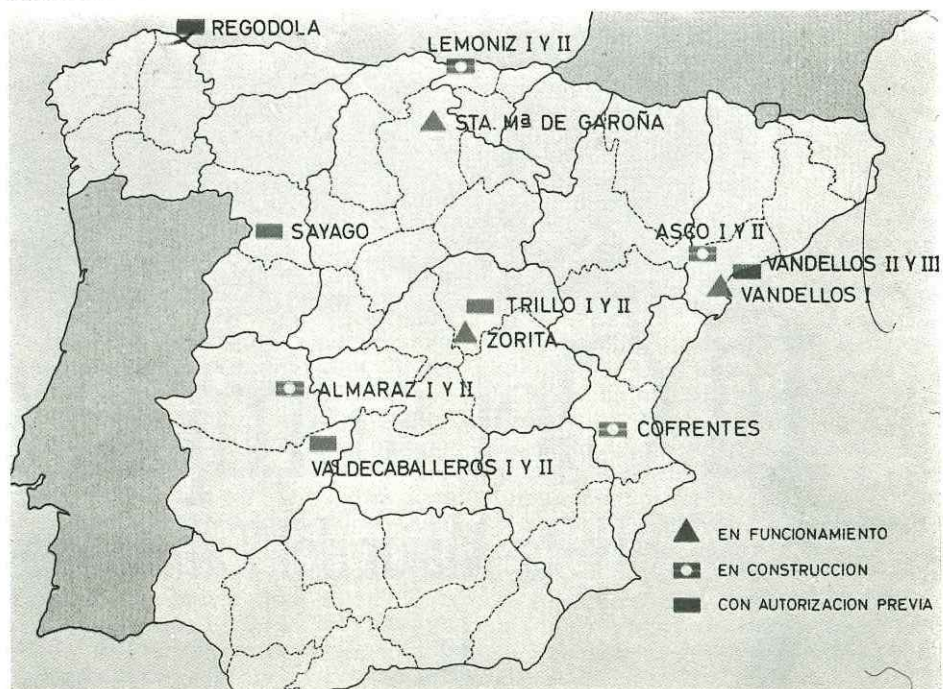 REGODOLA
LEMONIZ I Y II
STA. Mª DE GAROÑA
SAYAGO
ASCO I Y II
VANDELLOS II Y III
VANDELLOS I
TRILLO I Y II
ZORITA
ALMARAZ I Y II
COFRENTES
VALDECABALLEROS I Y II
EN FUNCIONAMIENTO
EN CONSTRUCCION
CON AUTORIZACION PREVIA